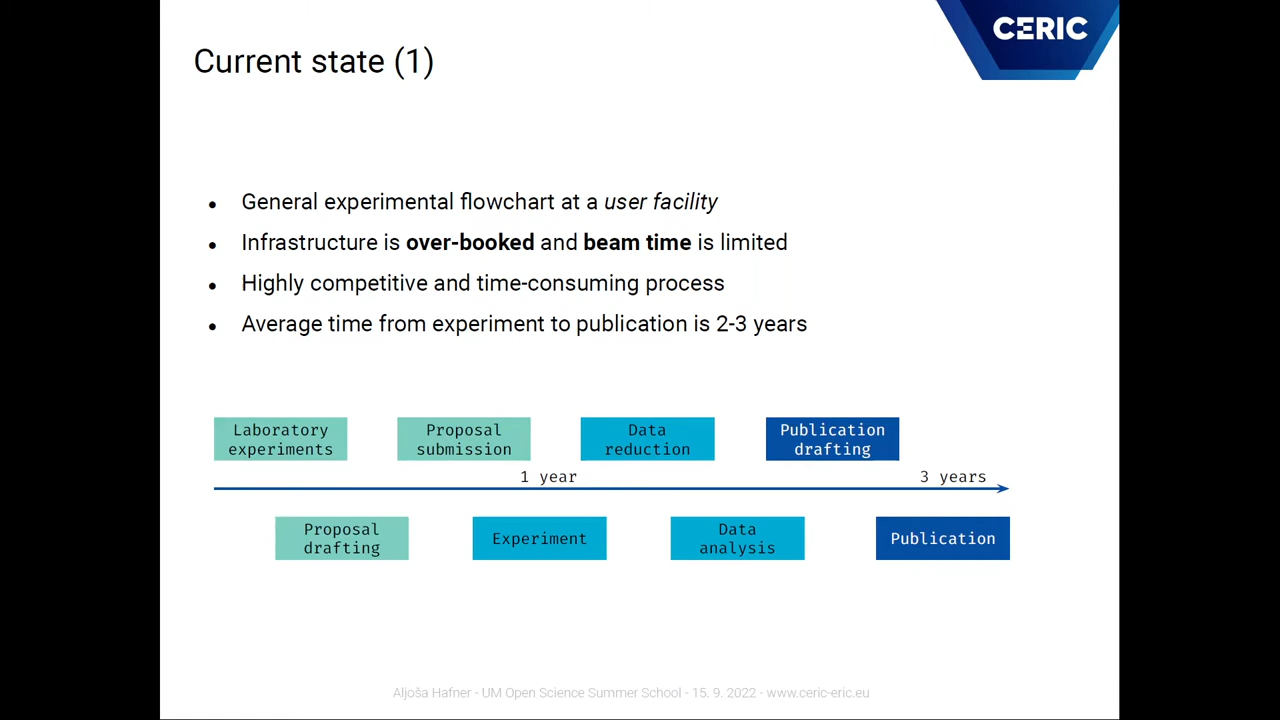 CERIC
Current state (1)
● General experimental flowchart at a user facility
● Infrastructure is over-booked and beam time is limited
● Highly competitive and time-consuming process
● Average time from experiment to publication is 2-3 years
Laboratory
experiments
Proposal
submission
Data
reduction
Publication
drafting
1 year
3 years
Proposal
drafting
Experiment
Data
analysis
Publication
Aljoša Hafner - UM Open Science Summer School - 15. 9. 2022 - www.ceric-eric.eu